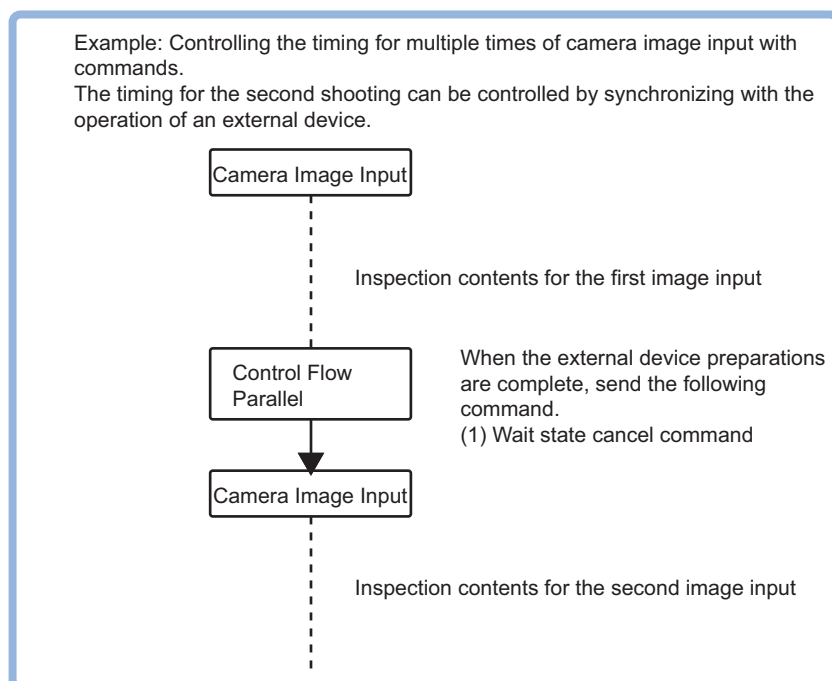 Example: Controlling the timing for multiple times of camera image input with
commands.
The timing for the second shooting can be controlled by synchronizing with the
operation of an external device.
Camera Image Input
Inspection contents for the first image input
Control Flow
Parallel
When the external device preparations
are complete, send the following
command.
(1) Wait state cancel command
Camera Image Input
Inspection contents for the second image input